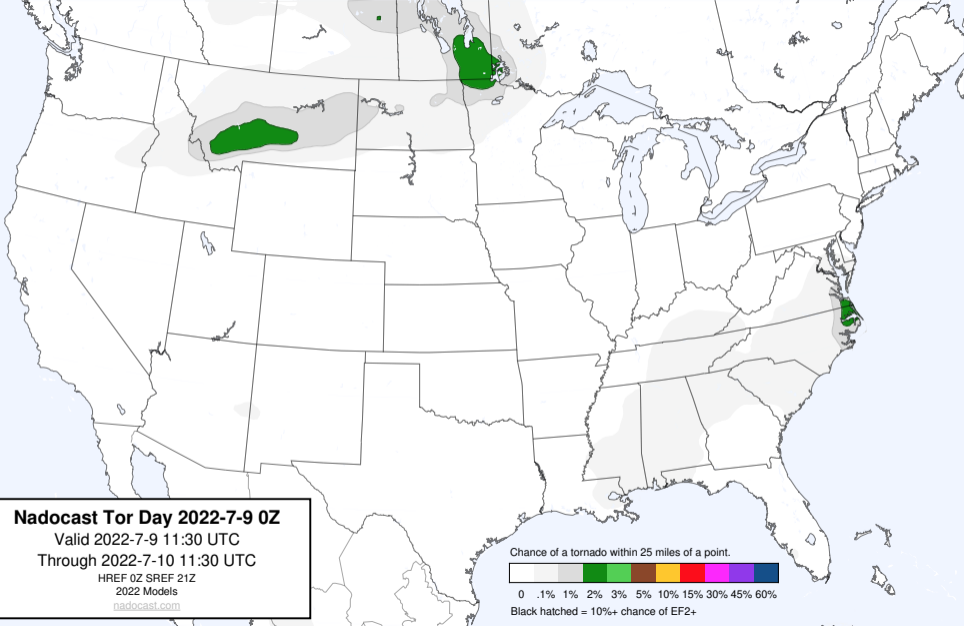 Nadocast Tor Day 2022-7-9 0Z
Valid 2022-7-9 11:30 UTC
Through 2022-7-10 11:30 UTC
HREF 0Z SREF 21Z
2022 Models
nadocast.com
Chance of a tornado within 25 miles of a point.
0 .1% 1% 2% 3% 5% 10% 15% 30% 45% 60%
Black hatched = 10%+ chance of EF2+